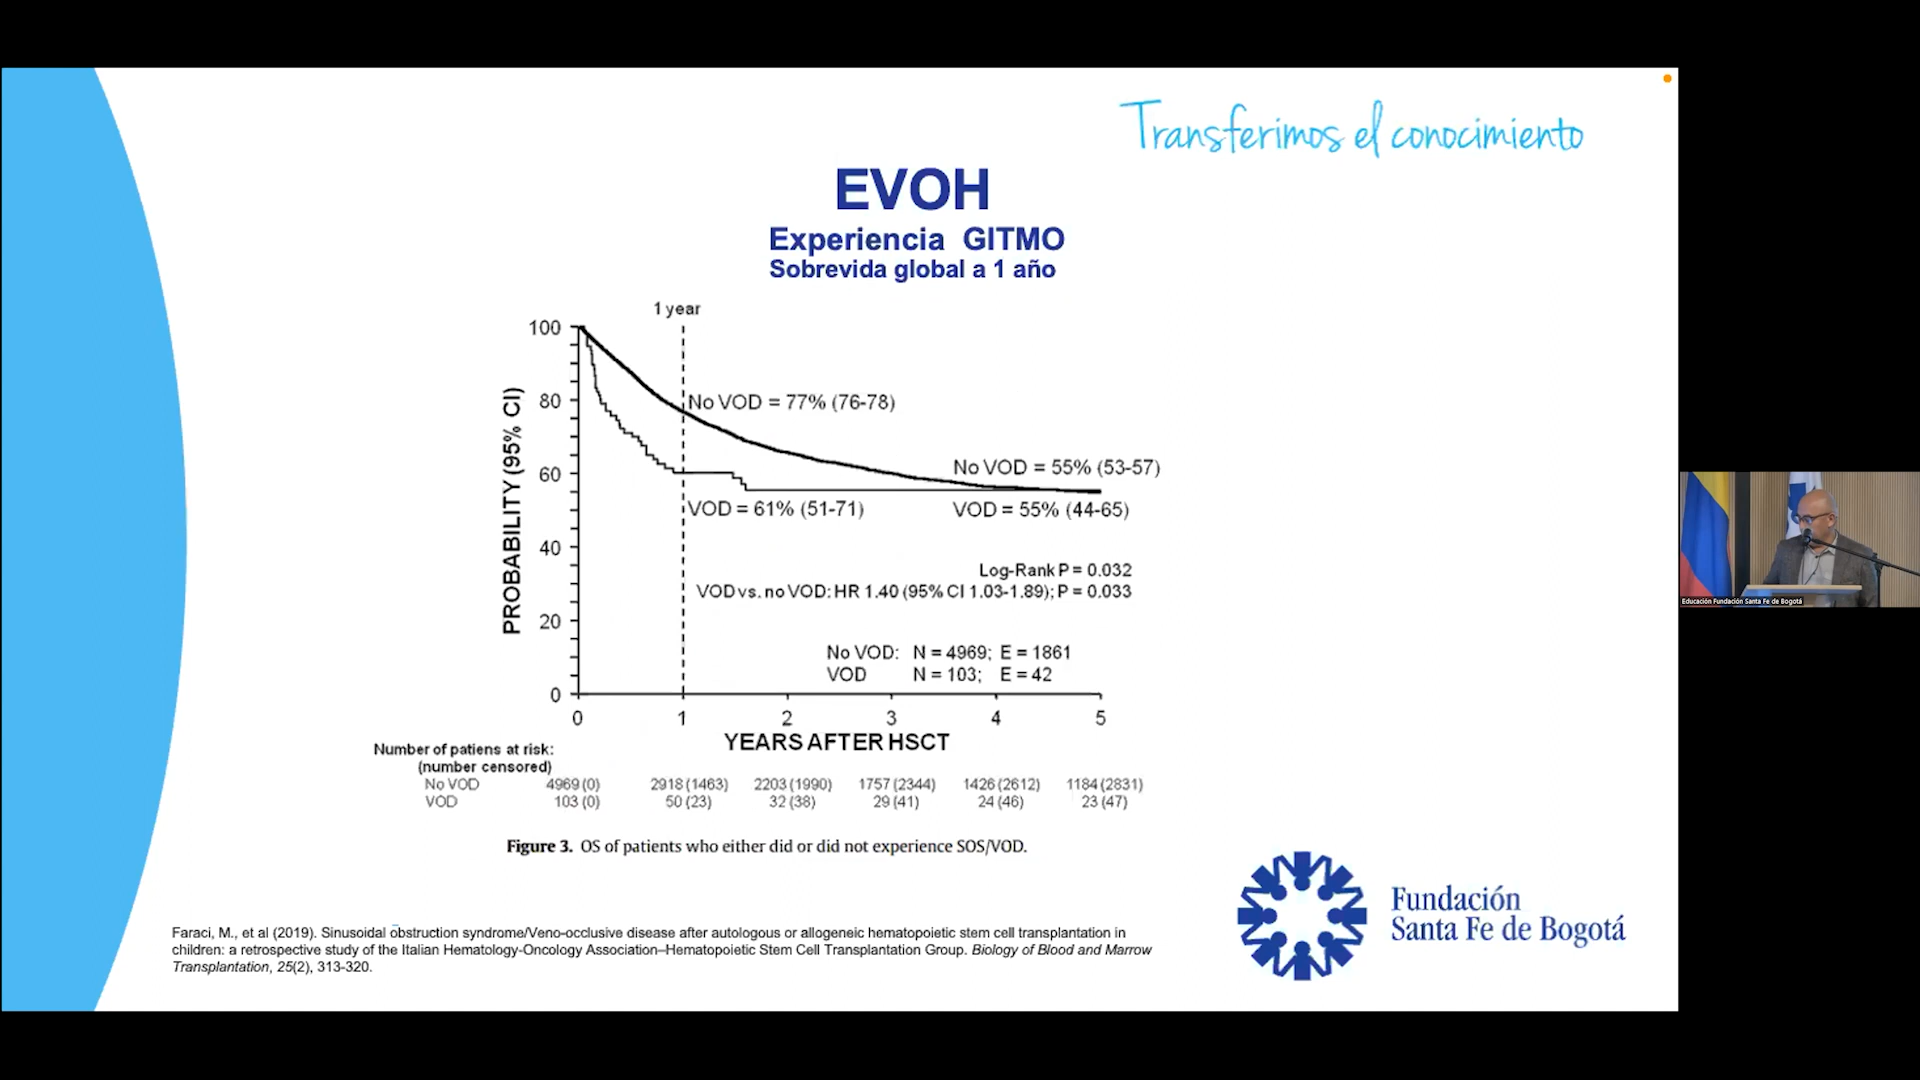 Transferimos el conocimiento
EVOH
Experiencia GITMO
Sobrevida global a 1 año
1 year
100
80
60
40
20
0
PROBABILITY (95% CI)
No VOD = 77% (76-78)
No VOD = 55% (53-57)
VOD = 61% (51-71)
VOD = 55% (44-65)
Log-Rank P = 0.032
VOD vs. no VOD: HR 1.40 (95% CI 1.03-1.89); P = 0.033
No VOD: N = 4969; E = 1861
VOD N = 103; E = 42
0 1 2 3 4 5
YEARS AFTER HSCT
Number of patiens at risk:
(number censored)
No VOD 4969 (0) 2918 (1463) 2203 (1990) 1757 (2344) 1426 (2612) 1184 (2831)
VOD 103 (0) 50 (23) 32 (38) 29 (41) 24 (46) 23 (47)
Figure 3. OS of patients who either did or did not experience SOS/VOD.
Faraci, M., et al (2019). Sinusoidal obstruction syndrome/Veno-occlusive disease after autologous or allogeneic hematopoietic stem cell transplantation in
children: a retrospective study of the Italian Hematology-Oncology Association–Hematopoietic Stem Cell Transplantation Group. Biology of Blood and Marrow
Transplantation, 25(2), 313-320.
Fundación
Santa Fe de Bogotá
Educación Fundación Santa Fe de Bogotá